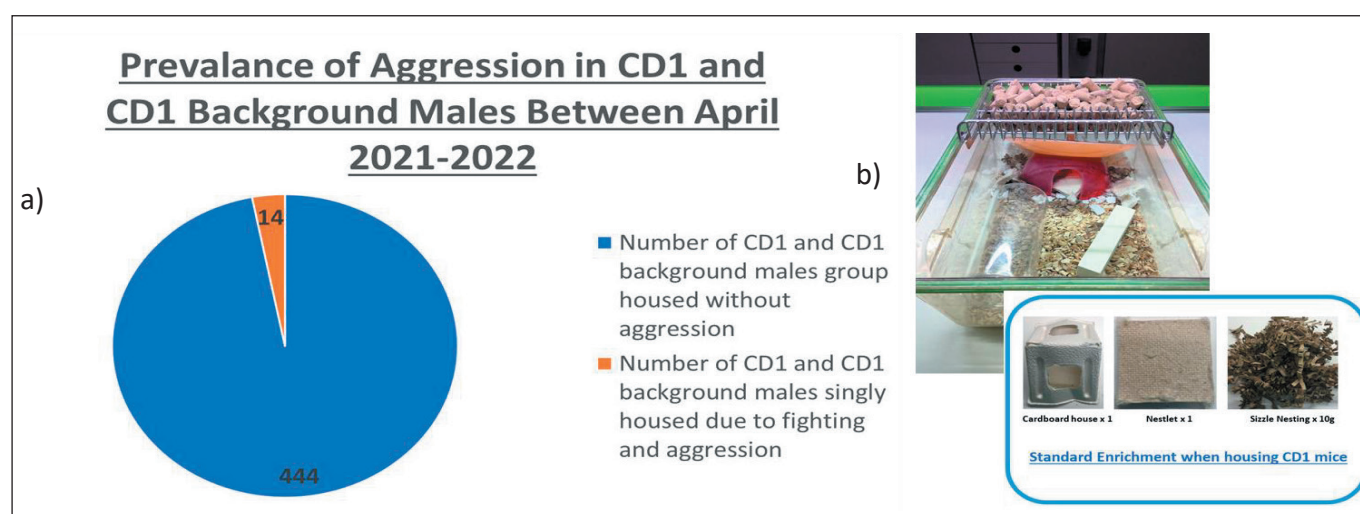 Prevalance of Aggression in CD1 and
CD1 Background Males Between April
2021-2022
a)
14
444
Number of CD1 and CD1
background males group
housed without
aggression
Number of CD1 and CD1
background males singly
housed due to fighting
and aggression
b)
Cardboard house x 1
Nestlet x 1
Sizzle Nesting x 10g
Standard Enrichment when housing CD1 mice